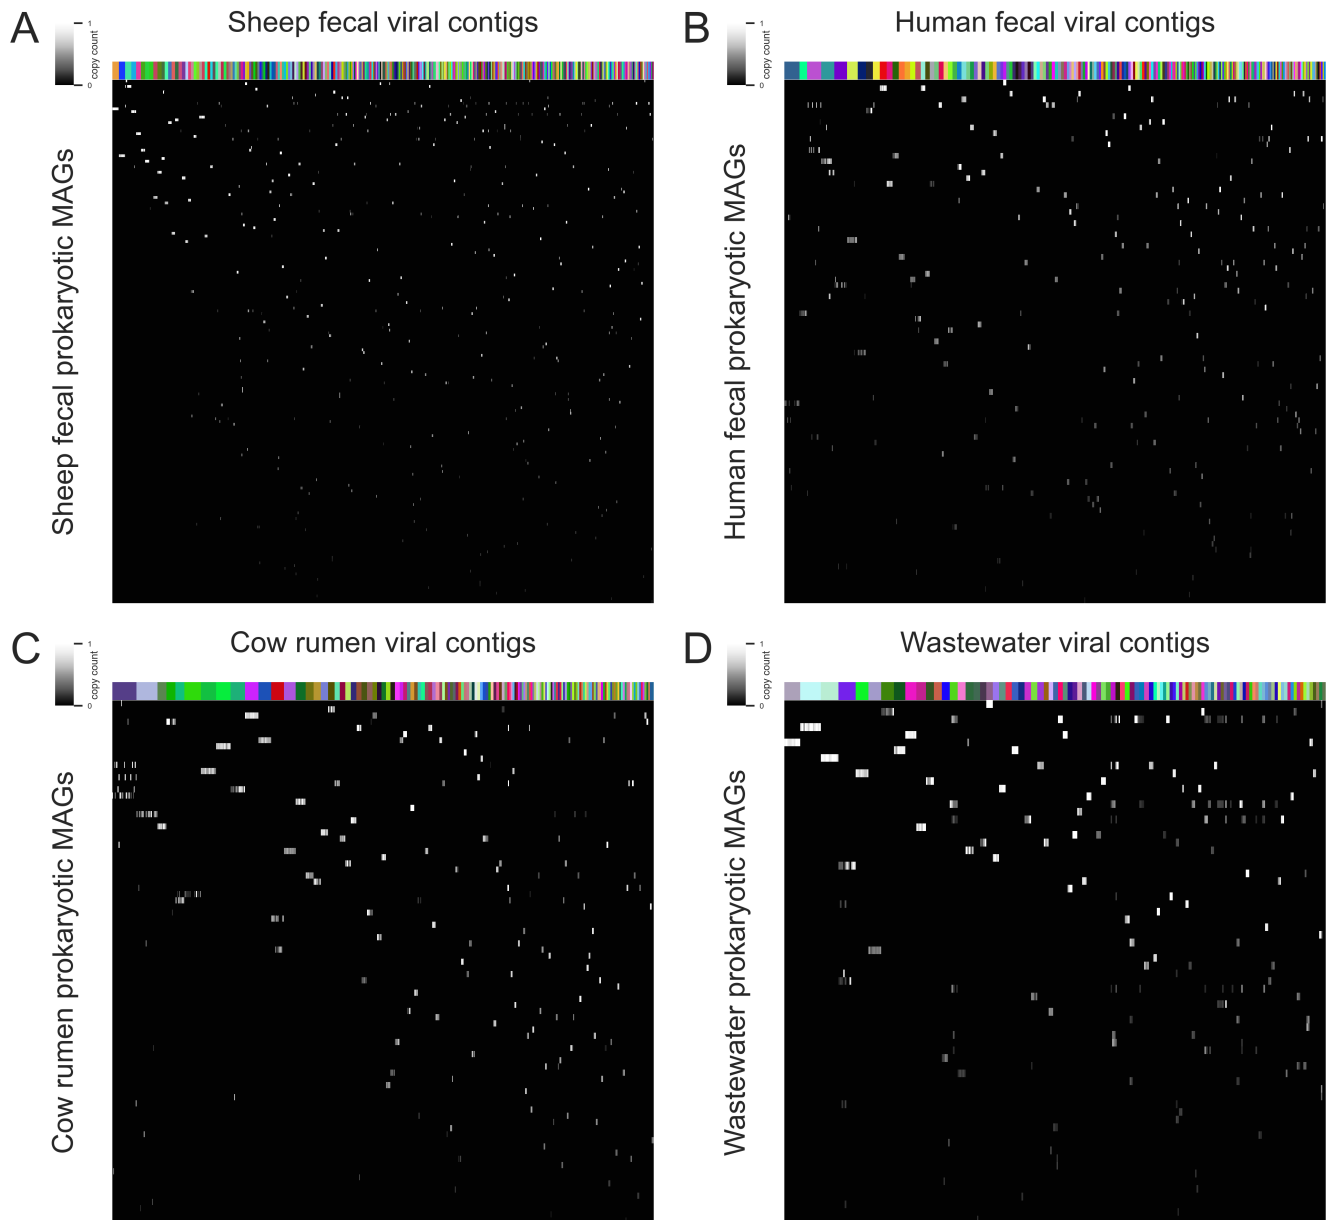 A
1
0
copy count
Sheep fecal viral contigs
Sheep fecal prokaryotic MAGs
B
1
0
copy count
Human fecal viral contigs
Human fecal prokaryotic MAGs
C
1
0
copy count
Cow rumen viral contigs
Cow rumen prokaryotic MAGs
D
1
0
copy count
Wastewater viral contigs
Wastewater prokaryotic MAGs